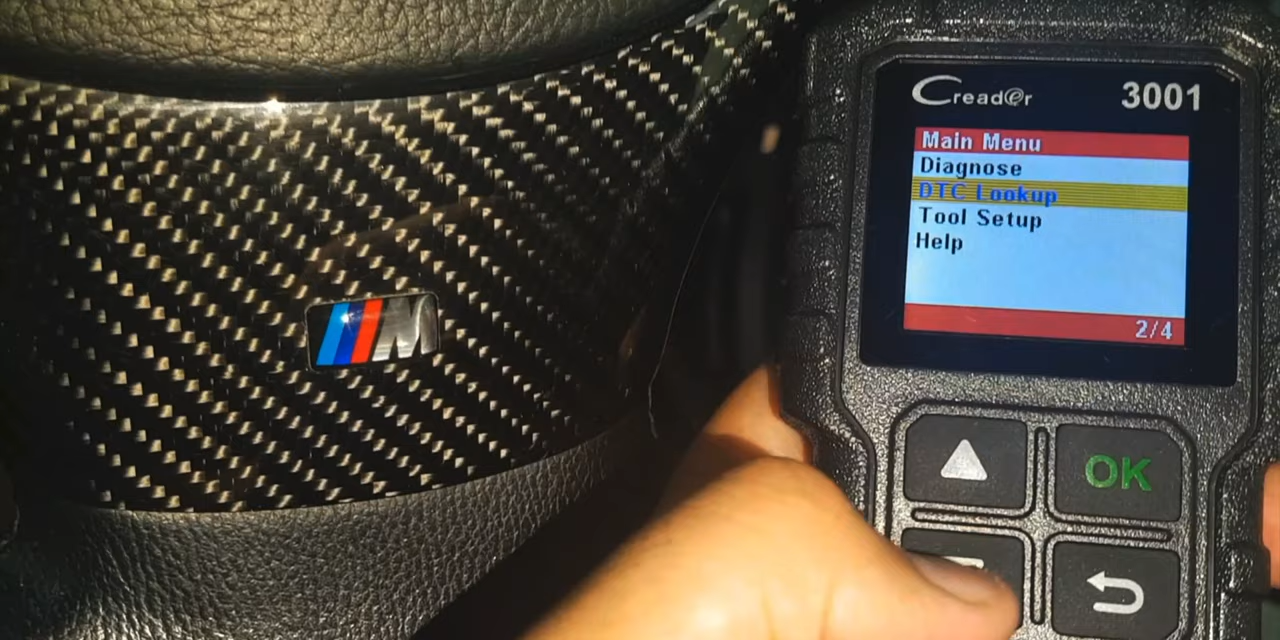 M
Creader 3001
Main Menu
Diagnose
DTC Lookup
Tool Setup
Help
2/4
OK